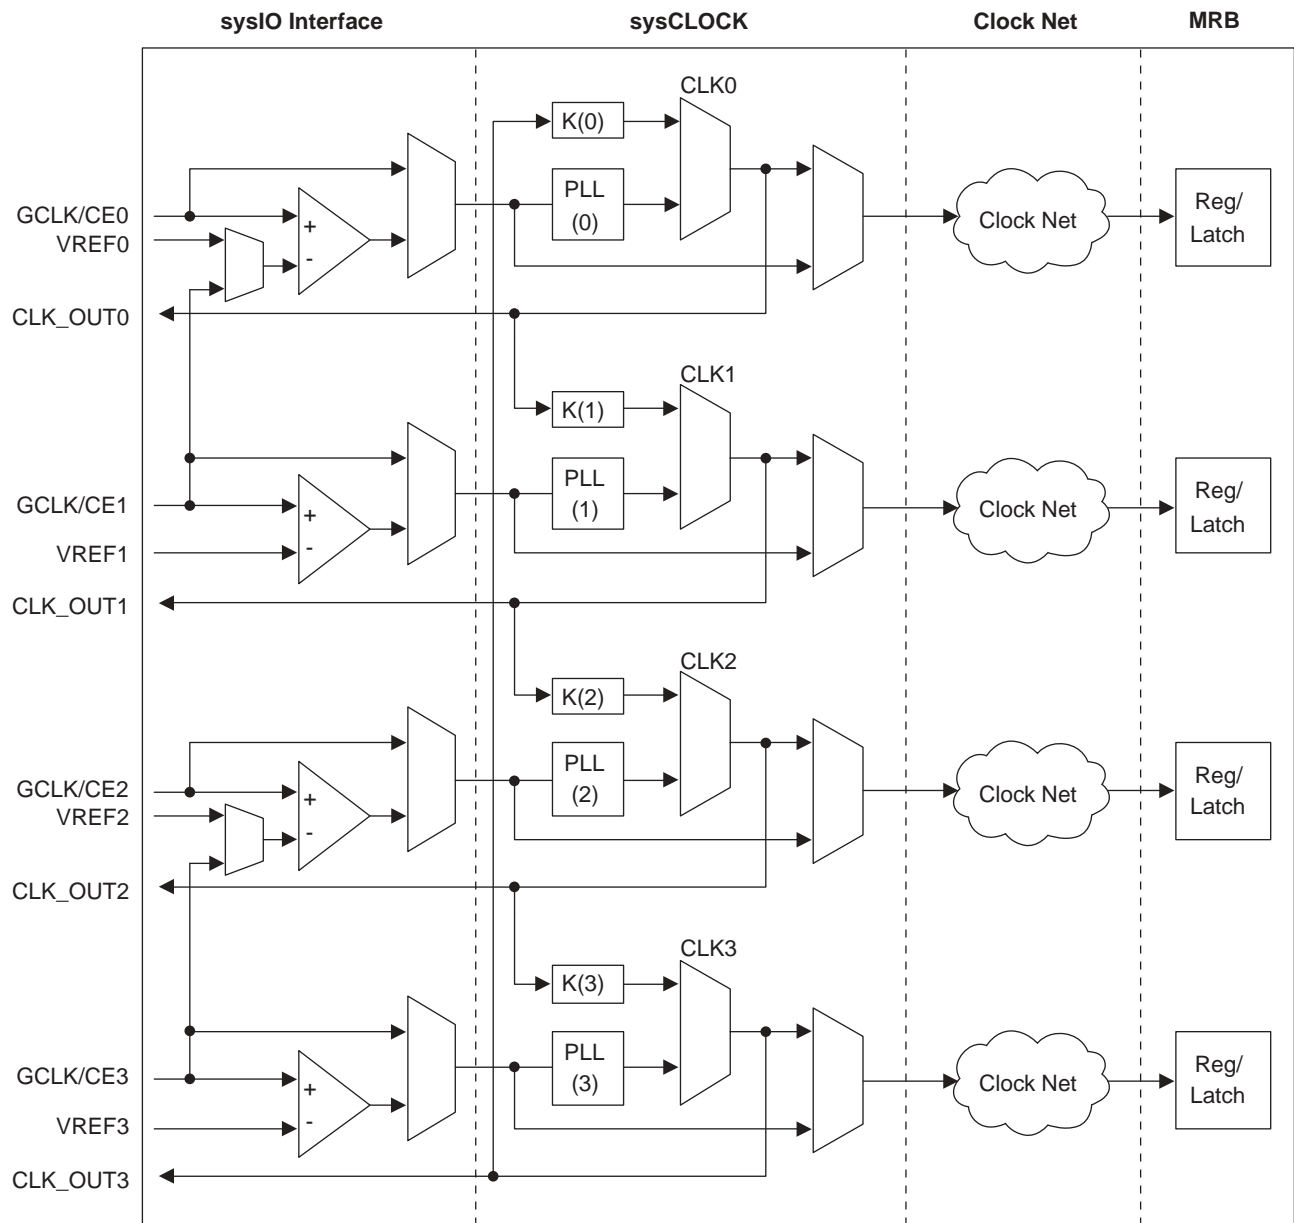 sysIO Interface
sysCLOCK
Clock Net
MRB
CLK0
K(0)
PLL
(0)
GCLK/CE0
VREF0
+
-
Clock Net
Reg/
Latch
CLK_OUT0
CLK1
K(1)
PLL
(1)
GCLK/CE1
VREF1
+
-
Clock Net
Reg/
Latch
CLK_OUT1
CLK2
K(2)
PLL
(2)
GCLK/CE2
VREF2
+
-
Clock Net
Reg/
Latch
CLK_OUT2
CLK3
K(3)
PLL
(3)
GCLK/CE3
VREF3
+
-
Clock Net
Reg/
Latch
CLK_OUT3